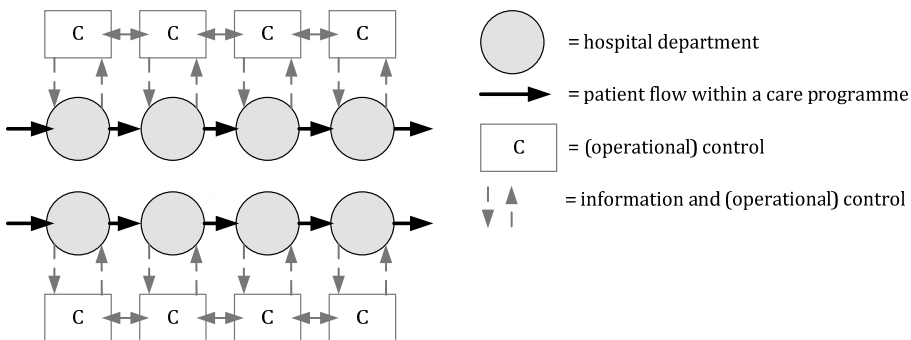 C C C C
= hospital department
= patient flow within a care programme
C = (operational) control
= information and (operational) control
C C C C